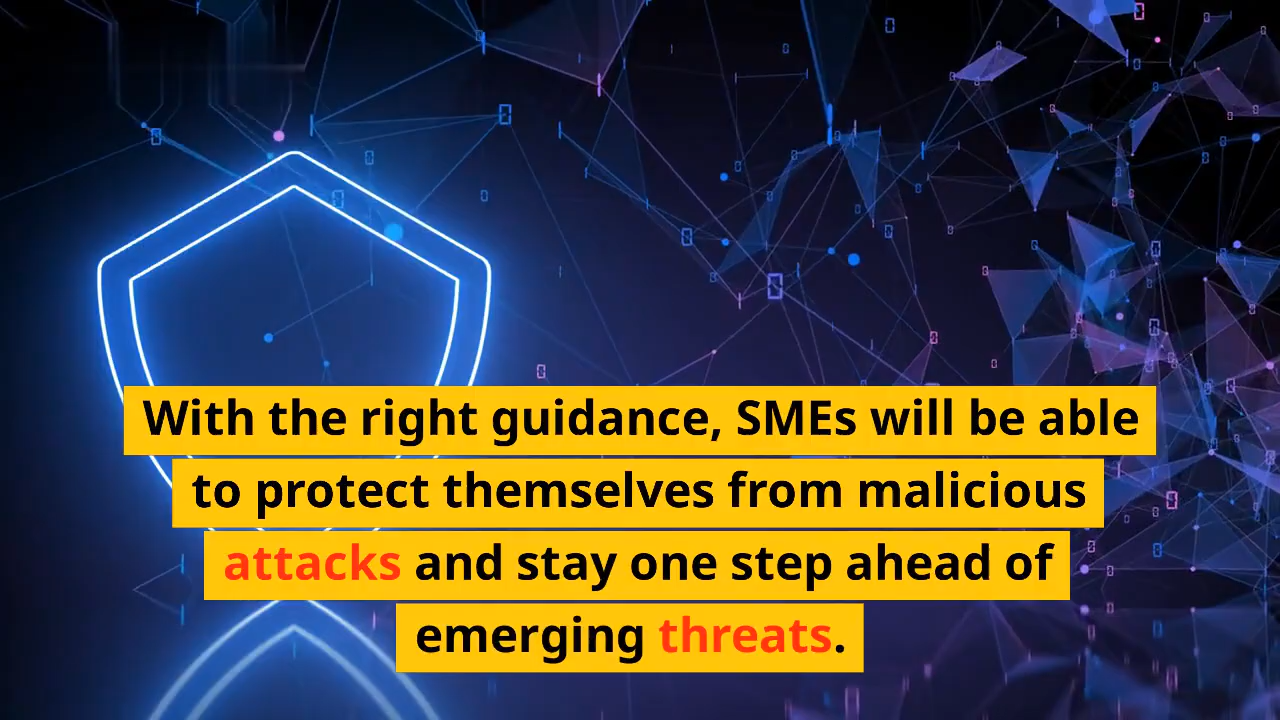 With the right guidance, SMEs will be able
to protect themselves from malicious
attacks and stay one step ahead of
emerging threats.